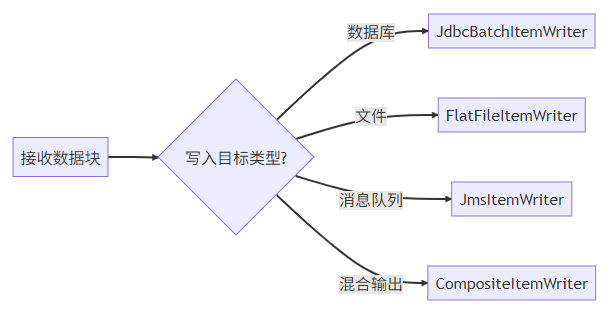 数据库
JdbcBatchItemWriter
文件
FlatFileItemWriter
接收数据块
写入目标类型?
消息队列
JmsItemWriter
混合输出
CompositeItemWriter